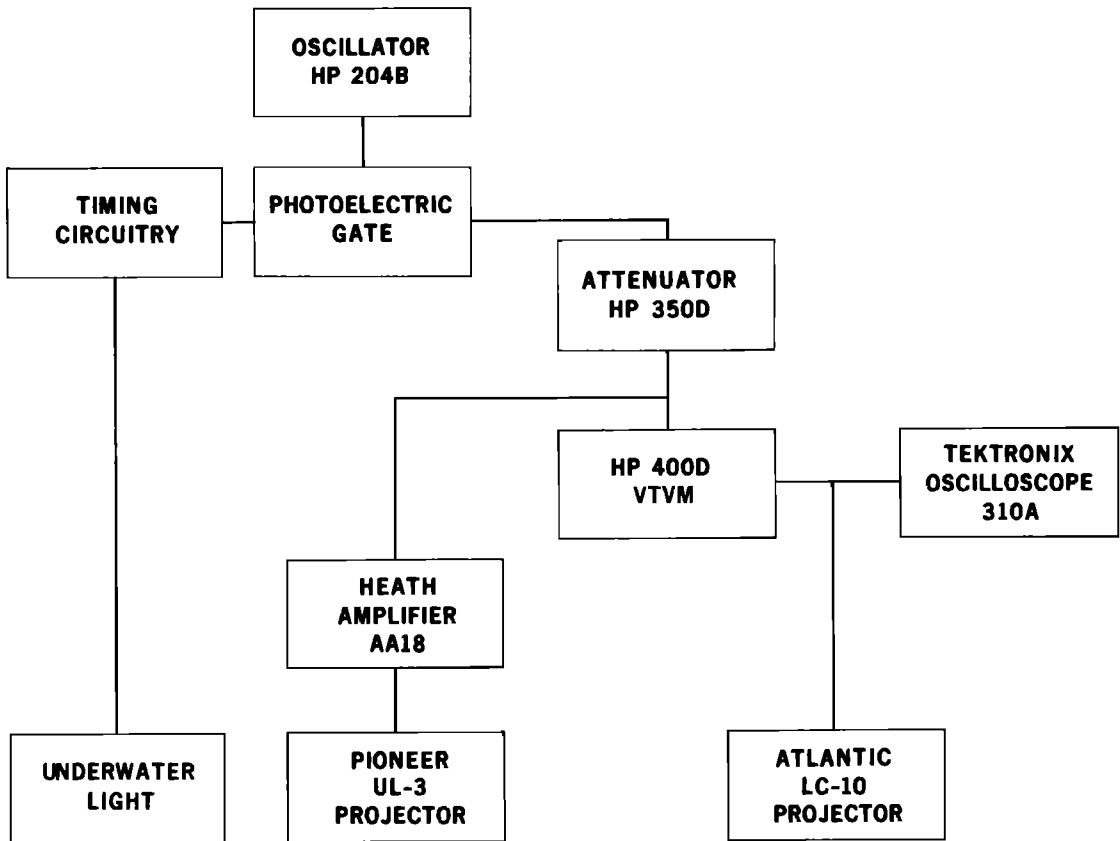 OSCILLATOR
HP 204B
TIMING
CIRCUITRY
PHOTOELECTRIC
GATE
ATTENUATOR
HP 350D
HP 400D
VTVM
TEKTRONIX
OSCILLOSCOPE
310A
HEATH
AMPLIFIER
AA18
UNDERWATER
LIGHT
PIONEER
UL-3
PROJECTOR
ATLANTIC
LC-10
PROJECTOR